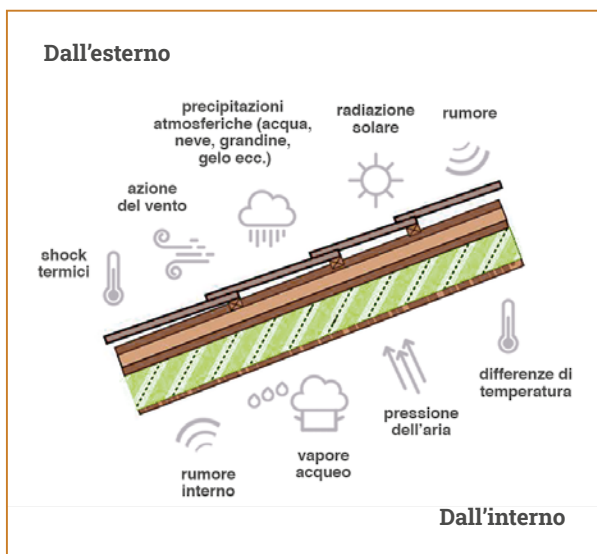 Dall'esterno
precipitazioni
atmosferiche (acqua,
neve, grandine,
gelo ecc.)
radiazione
solare
rumore
azione
del vento
shock
termici
differenze di
temperatura
pressione
dell'aria
vapore
acqueo
rumore
interno
Dall'interno